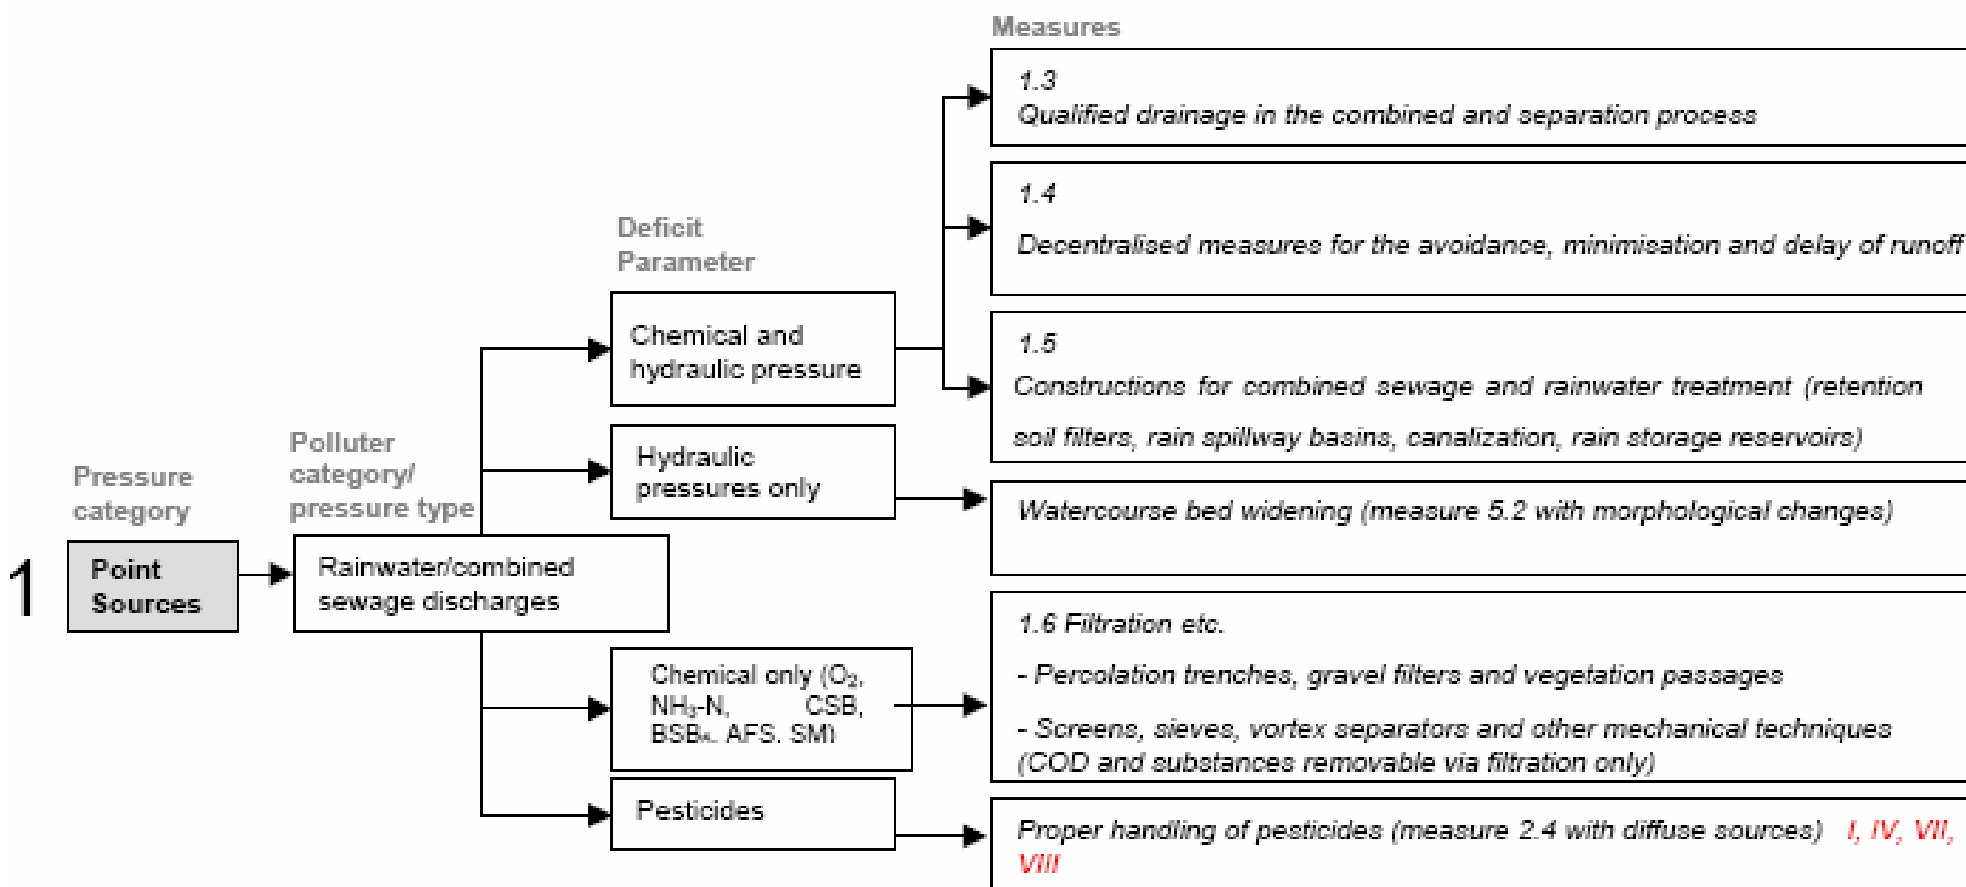 Measures
1.3
Qualified drainage in the combined and separation process
1.4
Decentralised measures for the avoidance, minimisation and delay of runoff
Deficit
Parameter
Chemical and
hydraulic pressure
1.5
Constructions for combined sewage and rainwater treatment (retention
soil filters, rain spillway basins, canalization, rain storage reservoirs)
Polluter
category/
pressure type
Hydraulic
pressures only
Pressure
category
Watercourse bed widening (measure 5.2 with morphological changes)
1
Point
Sources
Rainwater/combined
sewage discharges
1.6 Filtration etc.
- Percolation trenches, gravel filters and vegetation passages
- Screens, sieves, vortex separators and other mechanical techniques
(COD and substances removable via filtration only)
Chemical only (O₂,
NH₃-N, CSB,
AFS, SM)
Pesticides
Proper handling of pesticides (measure 2.4 with diffuse sources) I, IV, VII,
VIII